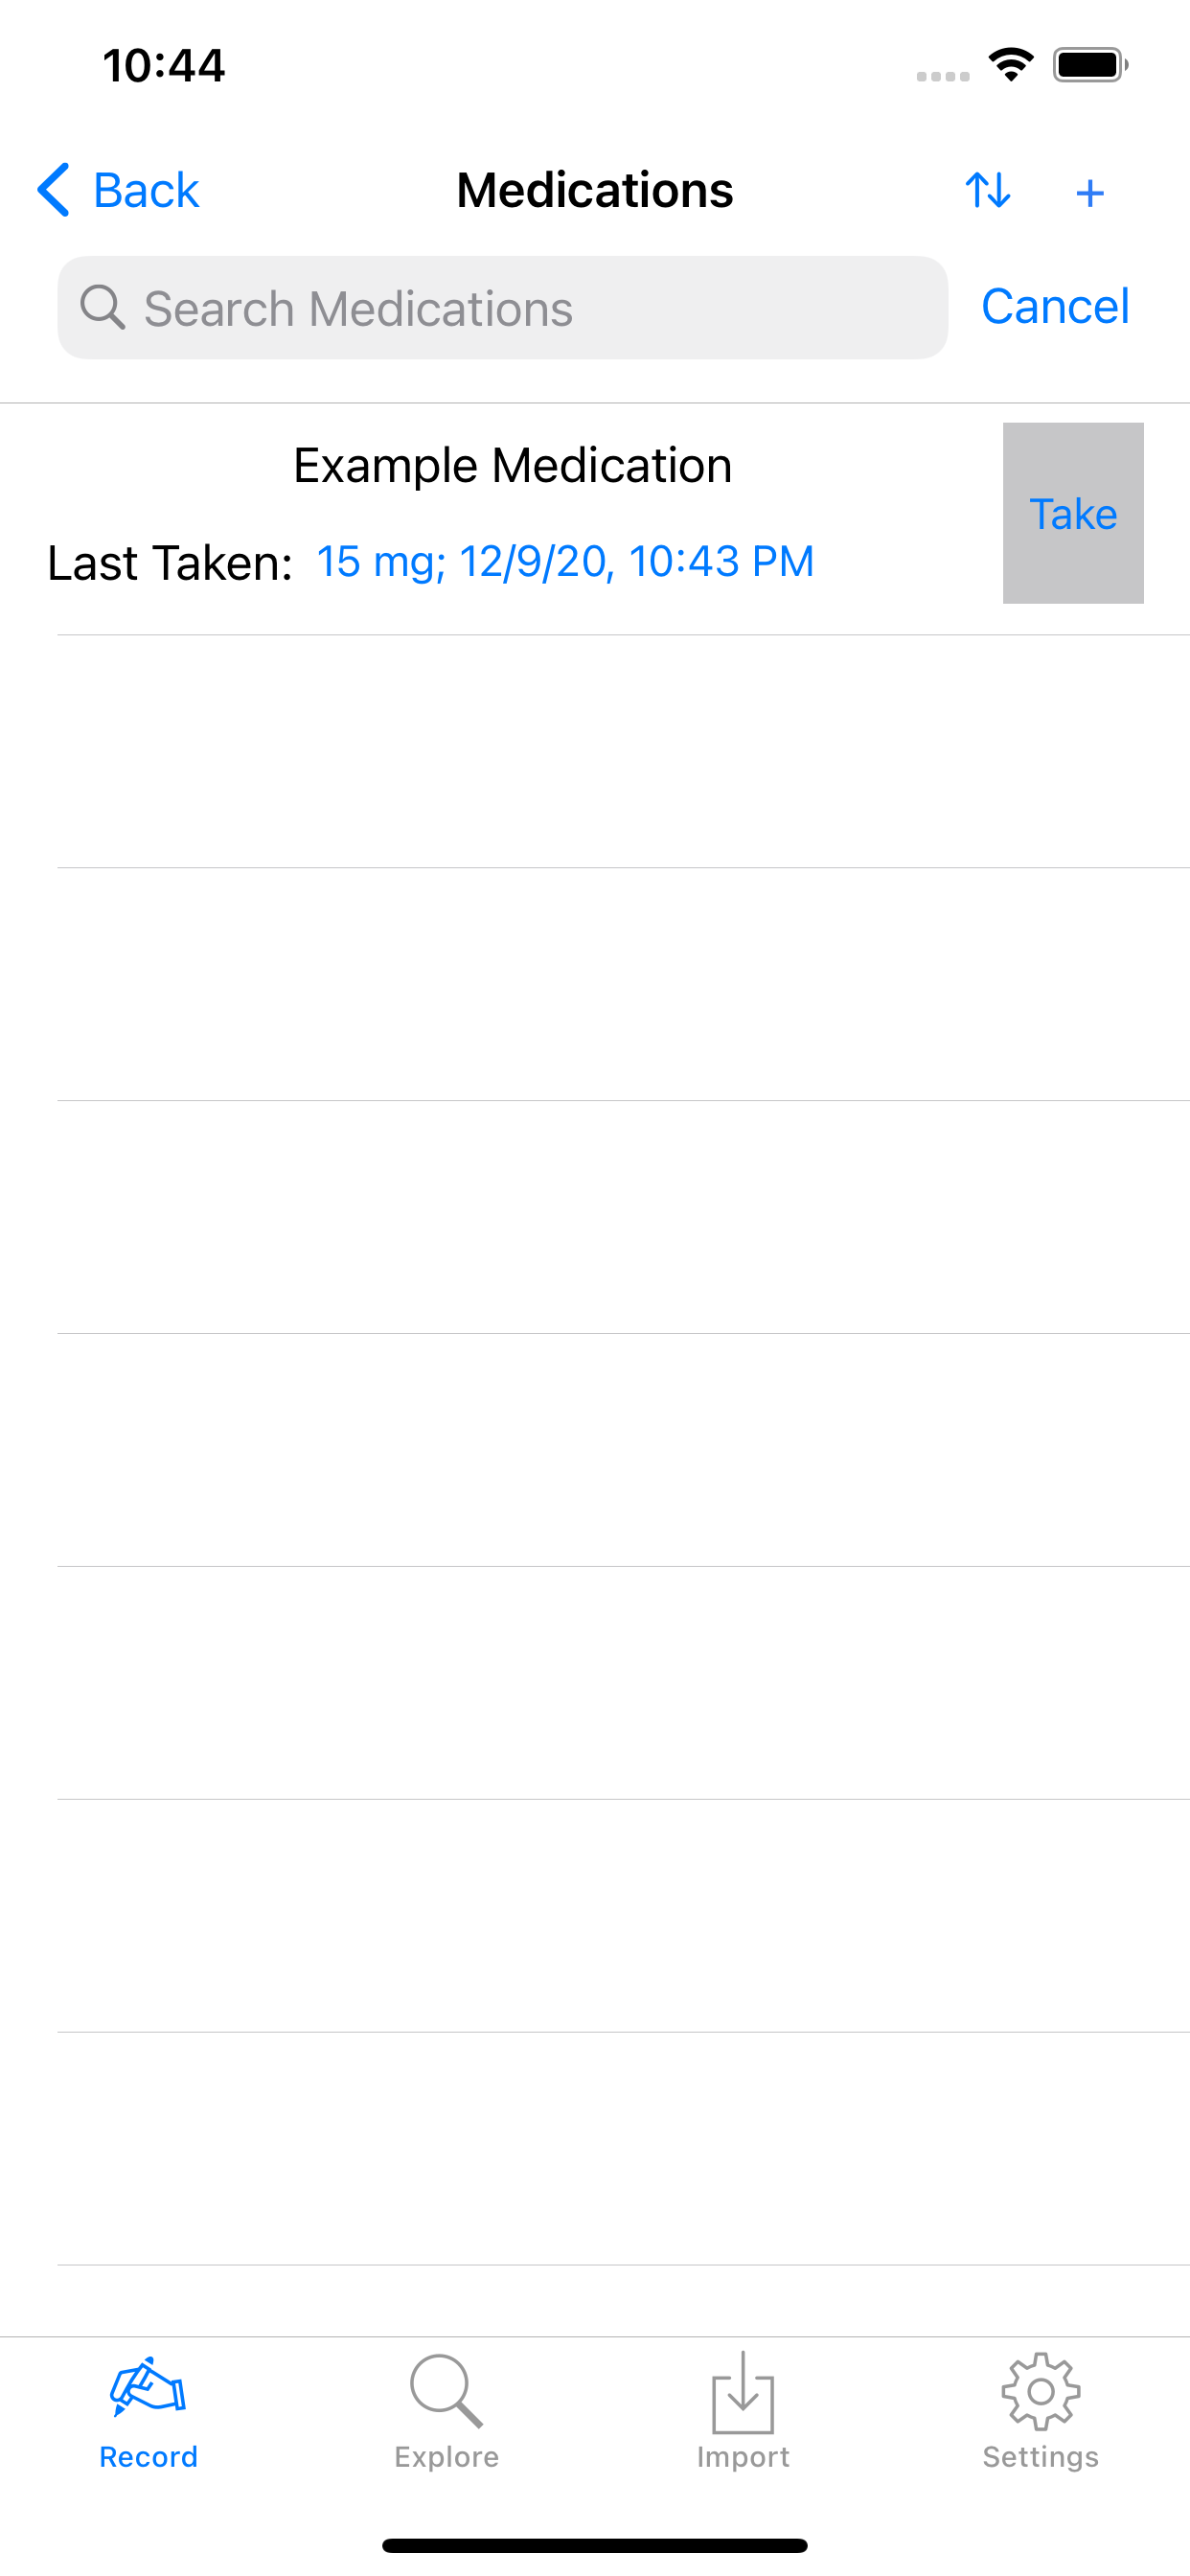 10:44
Back Medications +
Search Medications Cancel
Example Medication
Take
Last Taken: 15 mg; 12/9/20, 10:43 PM
Record Explore Import Settings